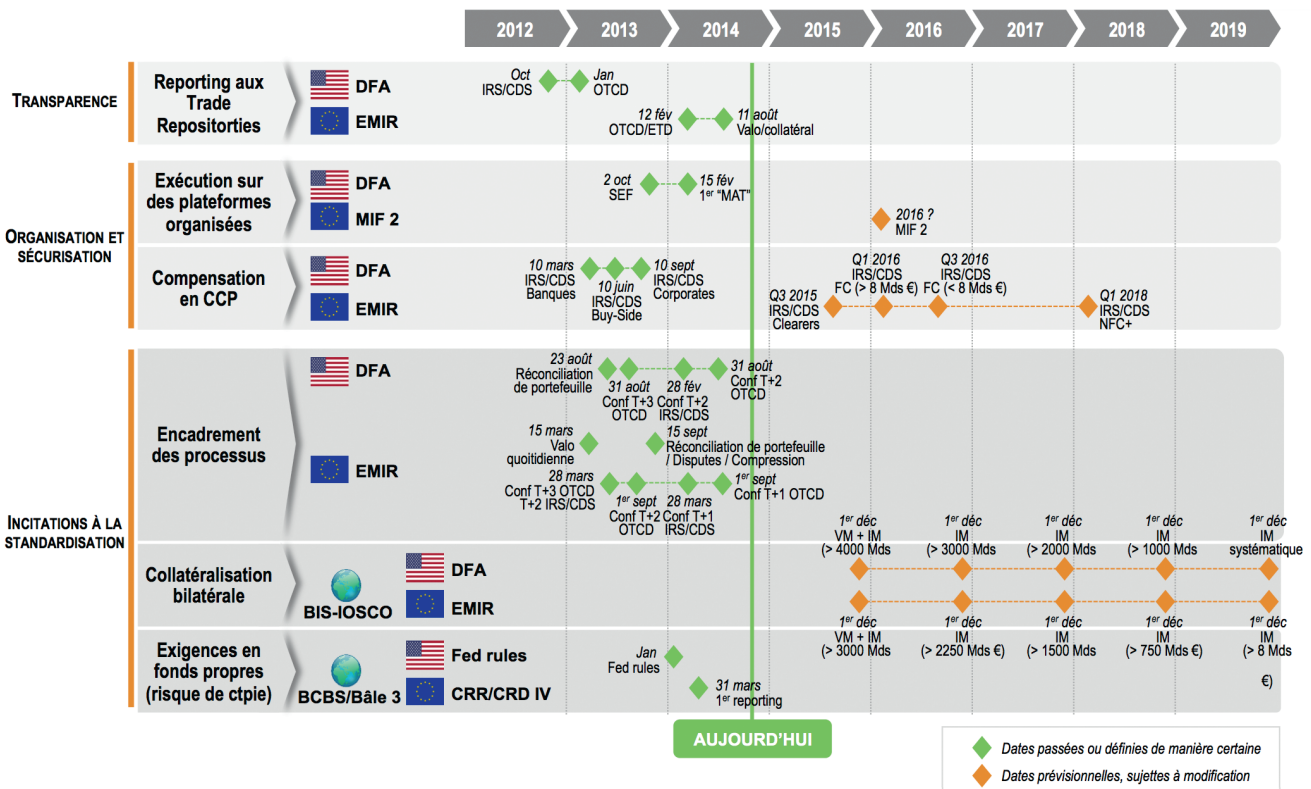 2012 2013 2014 2015 2016 2017 2018 2019
TRANSPARENCE
Reporting aux
Trade
Repositorties
DFA
EMIR
Oct
IRS/CDS
Jan
OTCD
12 fév
OTCD/ETD
11 août
Valo/collatéral
ORGANISATION ET
SÉCURISATION
Exécution sur
des plateformes
organisées
DFA
MIF 2
2 oct
SEF
15 fév
1er "MAT"
2016 ?
MIF 2
Compensation
en CCP
DFA
EMIR
10 mars
IRS/CDS
Banques
10 juin
IRS/CDS
Buy-Side
10 sept
IRS/CDS
Corporates
Q3 2015
IRS/CDS
Clearers
Q1 2016
IRS/CDS
FC (> 8 Mds €)
Q3 2016
IRS/CDS
FC (< 8 Mds €)
Q1 2018
IRS/CDS
NFC+
INCITATIONS À LA
STANDARDISATION
Encadrement
des processus
DFA
EMIR
23 août
Réconciliation
de portefeuille
31 août
Conf T+3
OTCD
28 fév
Conf T+2
IRS/CDS
31 août
Conf T+2
OTCD
15 mars
Valo
quoitidienne
15 sept
Réconciliation de portefeuille
/ Disputes / Compression
28 mars
Conf T+3 OTCD
T+2 IRS/CDS
1er sept
Conf T+2
OTCD
28 mars
Conf T+1
IRS/CDS
1er sept
Conf T+1 OTCD
Collatéralisation
bilatérale
BIS-IOSCO
DFA
EMIR
1er déc
VM + IM
(> 4000 Mds
1er déc
IM
(> 3000 Mds
1er déc
IM
(> 2000 Mds
1er déc
IM
(> 1000 Mds
1er déc
IM
systématique
1er déc
VM + IM
(> 3000 Mds
1er déc
IM
(> 2250 Mds €)
1er déc
IM
(> 1500 Mds
1er déc
IM
(> 750 Mds €)
1er déc
IM
(> 8 Mds
€)
Exigences en
fonds propres
(risque de ctpie)
BCBS/Bâle 3
Fed rules
CRR/CRD IV
Jan
Fed rules
31 mars
1er reporting
AUJOURD'HUI
Dates passées ou définies de manière certaine
Dates prévisionnelles, sujettes à modification